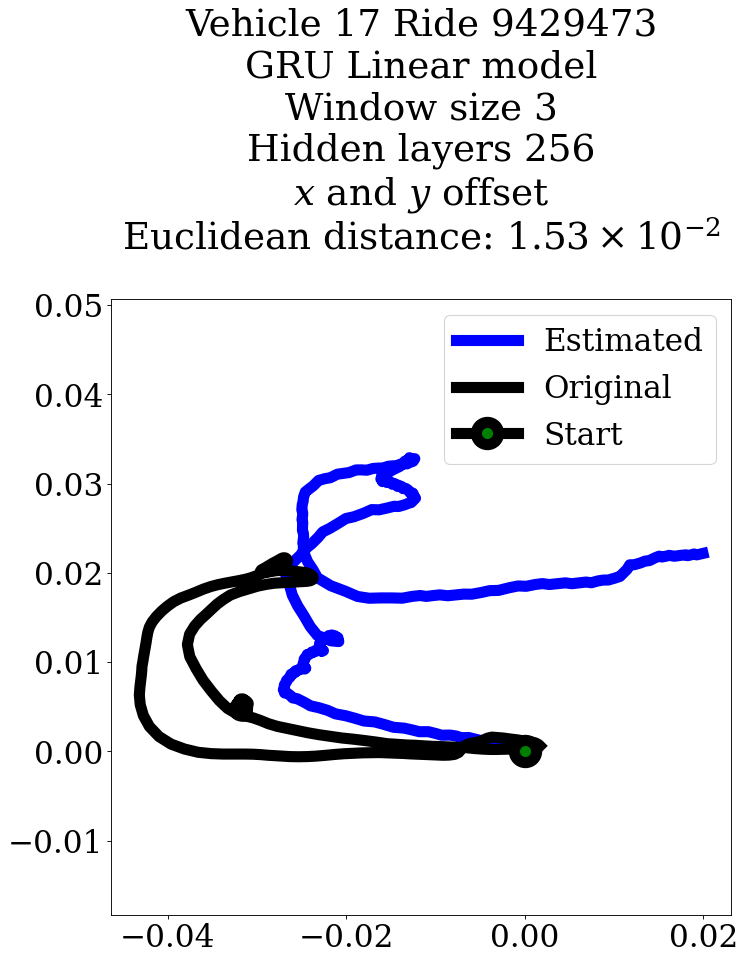 Vehicle 17 Ride 9429473
GRU Linear model
Window size 3
Hidden layers 256
x and y offset
Euclidean distance: 1.53 × 10⁻²
0.05
Estimated
0.04
Original
Start
0.03
0.02
0.01
0.00
−0.01
−0.04 −0.02 0.00 0.02